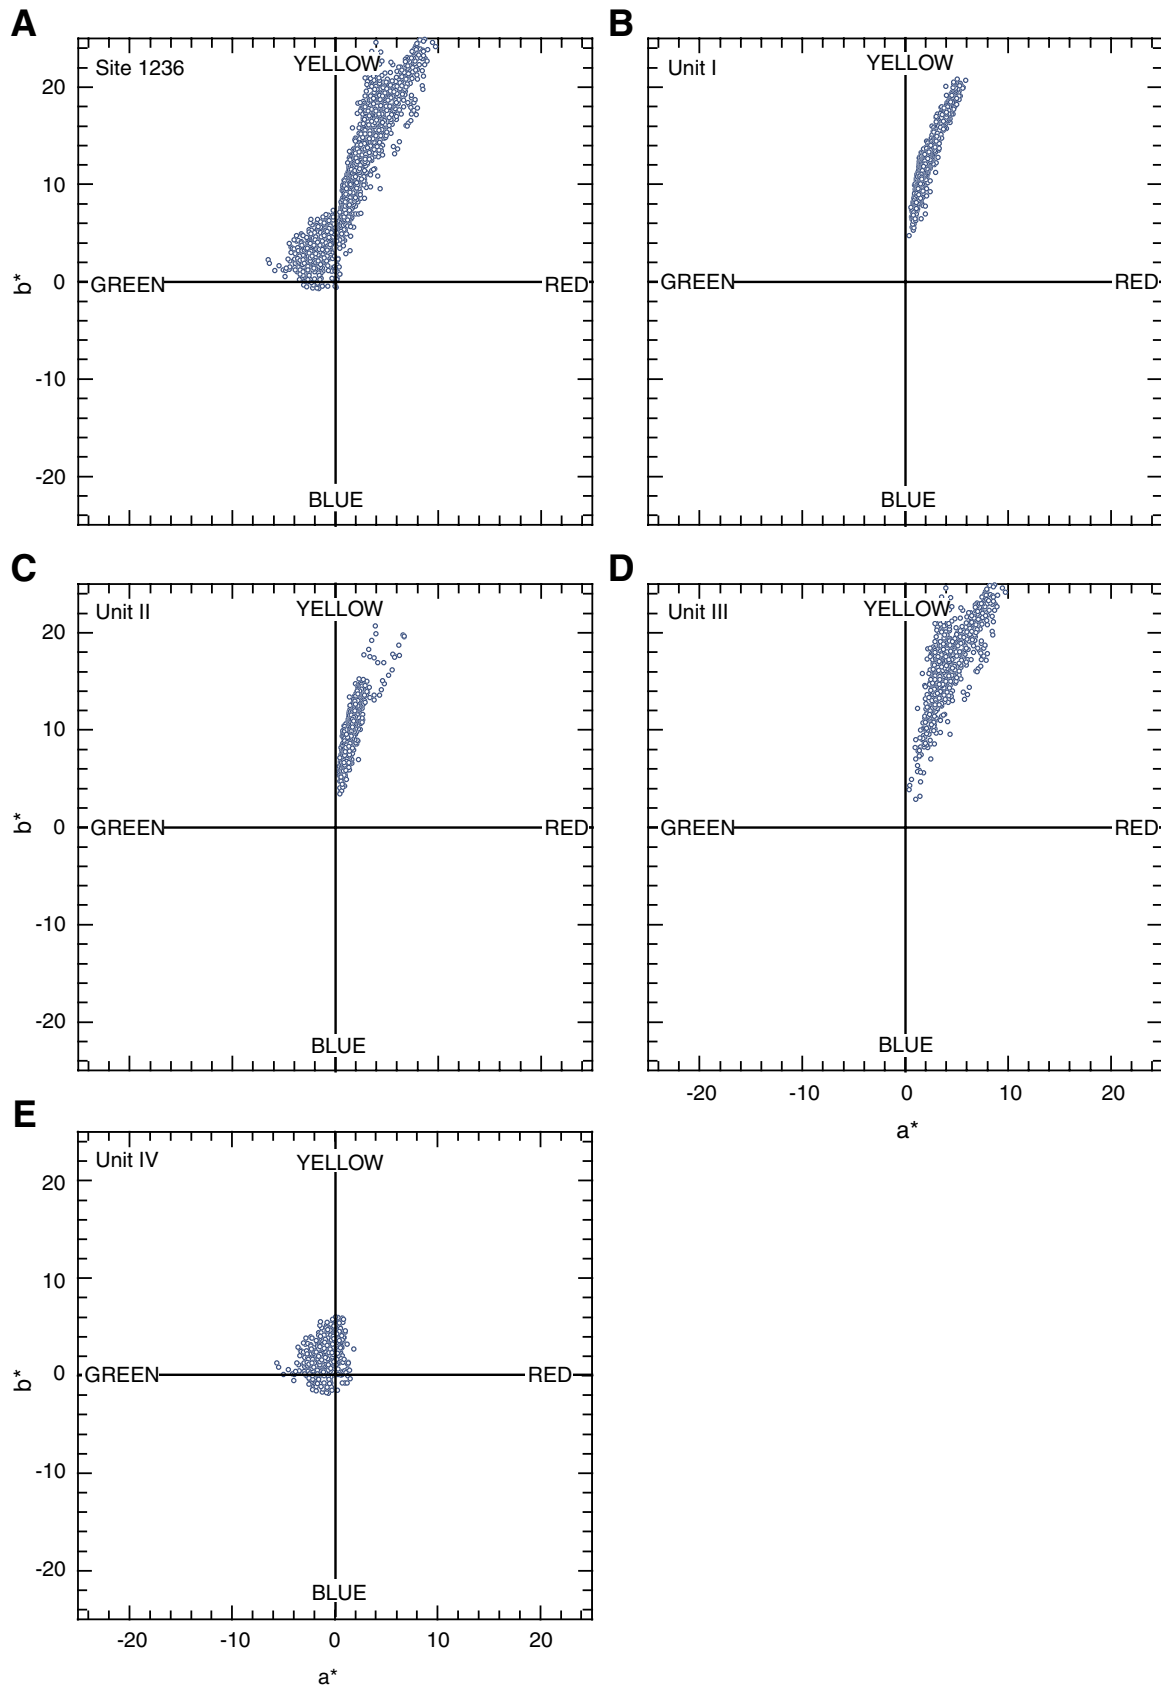 A
Site 1236
YELLOW
20
10
b*
0
GREEN
RED
-10
-20
BLUE
B
Unit I
YELLOW
GREEN
RED
BLUE
C
Unit II
YELLOW
20
10
b*
0
GREEN
RED
-10
-20
BLUE
D
Unit III
YELLOW
GREEN
RED
BLUE
-20 -10 0 10 20
a*
E
Unit IV
YELLOW
20
10
b*
0
GREEN
RED
-10
-20
BLUE
-20 -10 0 10 20
a*